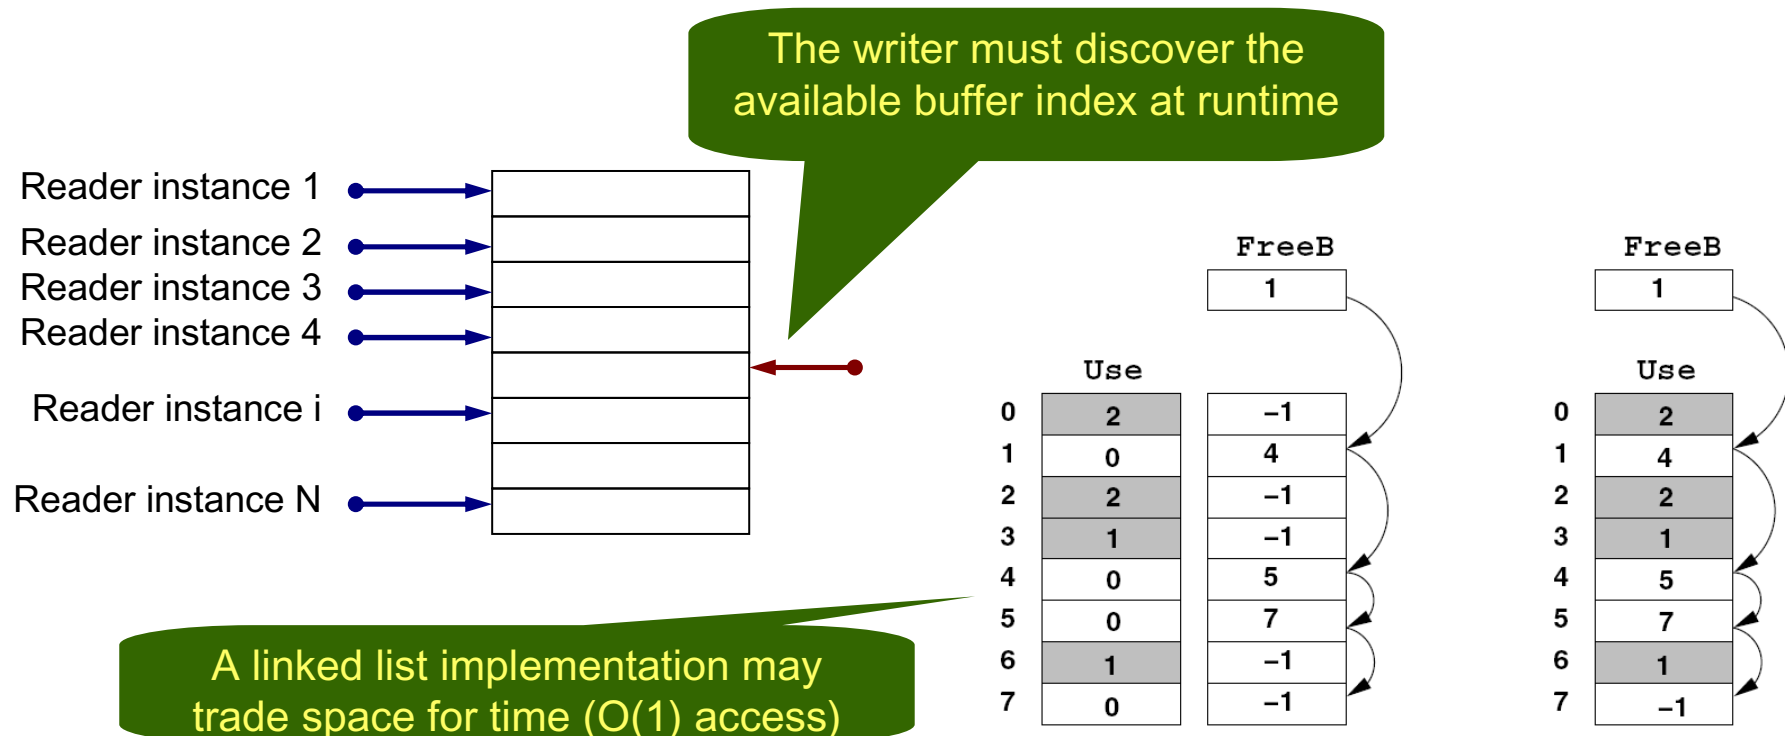 The writer must discover the
available buffer index at runtime
Reader instance 1
Reader instance 2
Reader instance 3
Reader instance 4
Reader instance i
Reader instance N
A linked list implementation may
trade space for time (O(1) access)
FreeB
1
Use
0 2 -1
1 0 4
2 2 -1
3 1 -1
4 0 5
5 0 7
6 1 -1
7 0 -1
FreeB
1
Use
0 2
1 4
2 2
3 1
4 5
5 7
6 1
7 -1